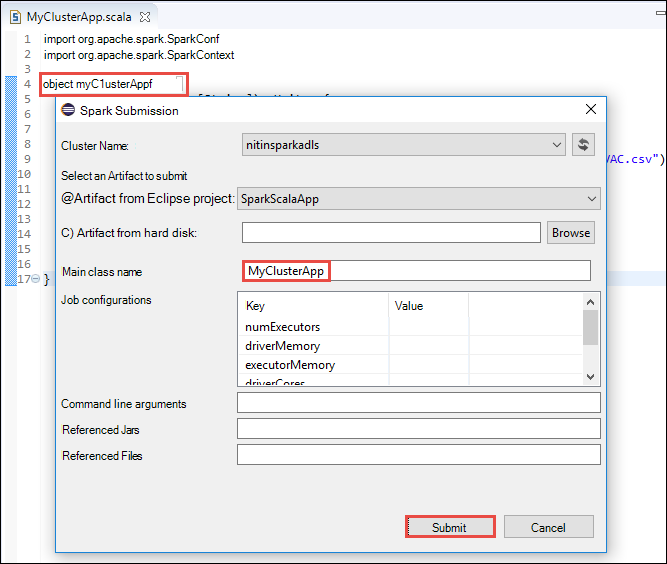 MyClusterApp.scala
1 import org.apache.spark.SparkConf
2 import org.apache.spark.SparkContext
3
4 object myC1usterAppf
5
6
7
8
9 VAC.csv")
10
11
12
13
14
15
16
17 }
Spark Submission
Cluster Name: nitinsparkadls
Select an Artifact to submit
@Artifact from Eclipse project: SparkScalaApp
C) Artifact from hard disk: Browse
Main class name MyClusterApp
Job configurations
Key Value
numExecutors
driverMemory
executorMemory
driverCores
Command line arguments
Referenced Jars
Referenced Files
Submit Cancel